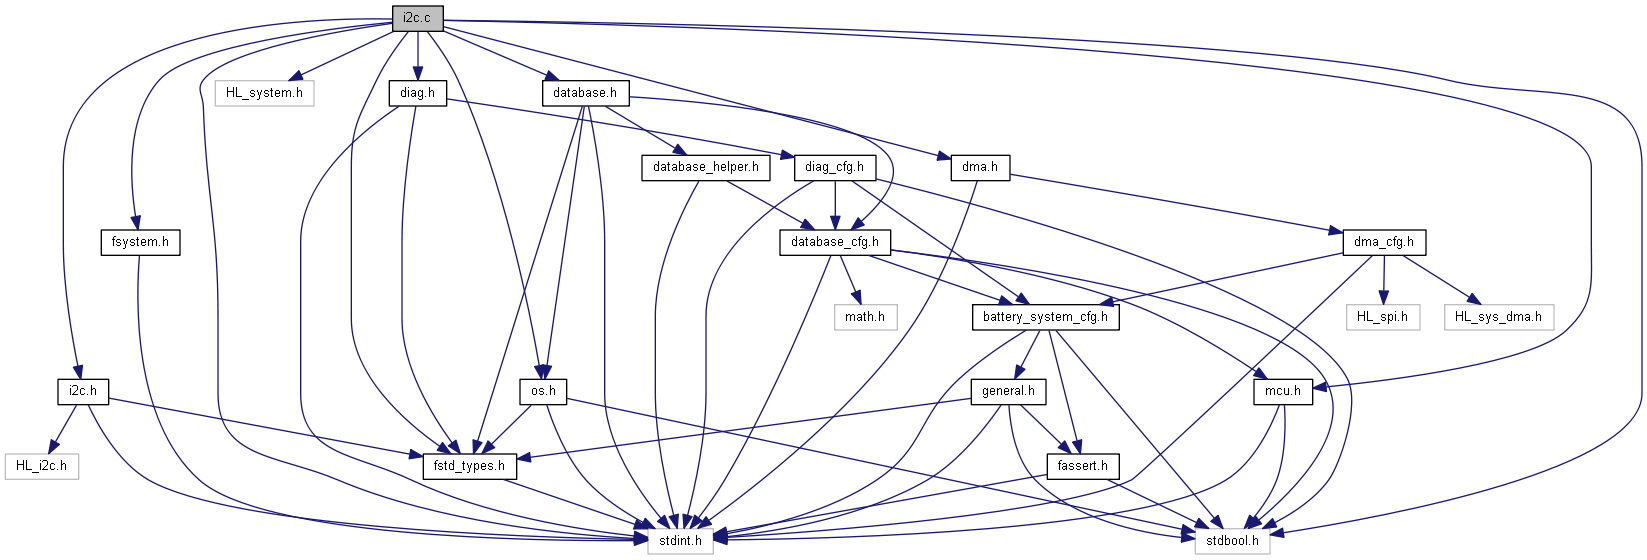 i2c.c
HL_system.h
diag.h
database.h
database_helper.h
diag_cfg.h
dma.h
fsystem.h
database_cfg.h
dma_cfg.h
math.h
battery_system_cfg.h
HL_spi.h
HL_sys_dma.h
i2c.h
os.h
general.h
mcu.h
HL_i2c.h
fstd_types.h
fassert.h
stdint.h
stdbool.h